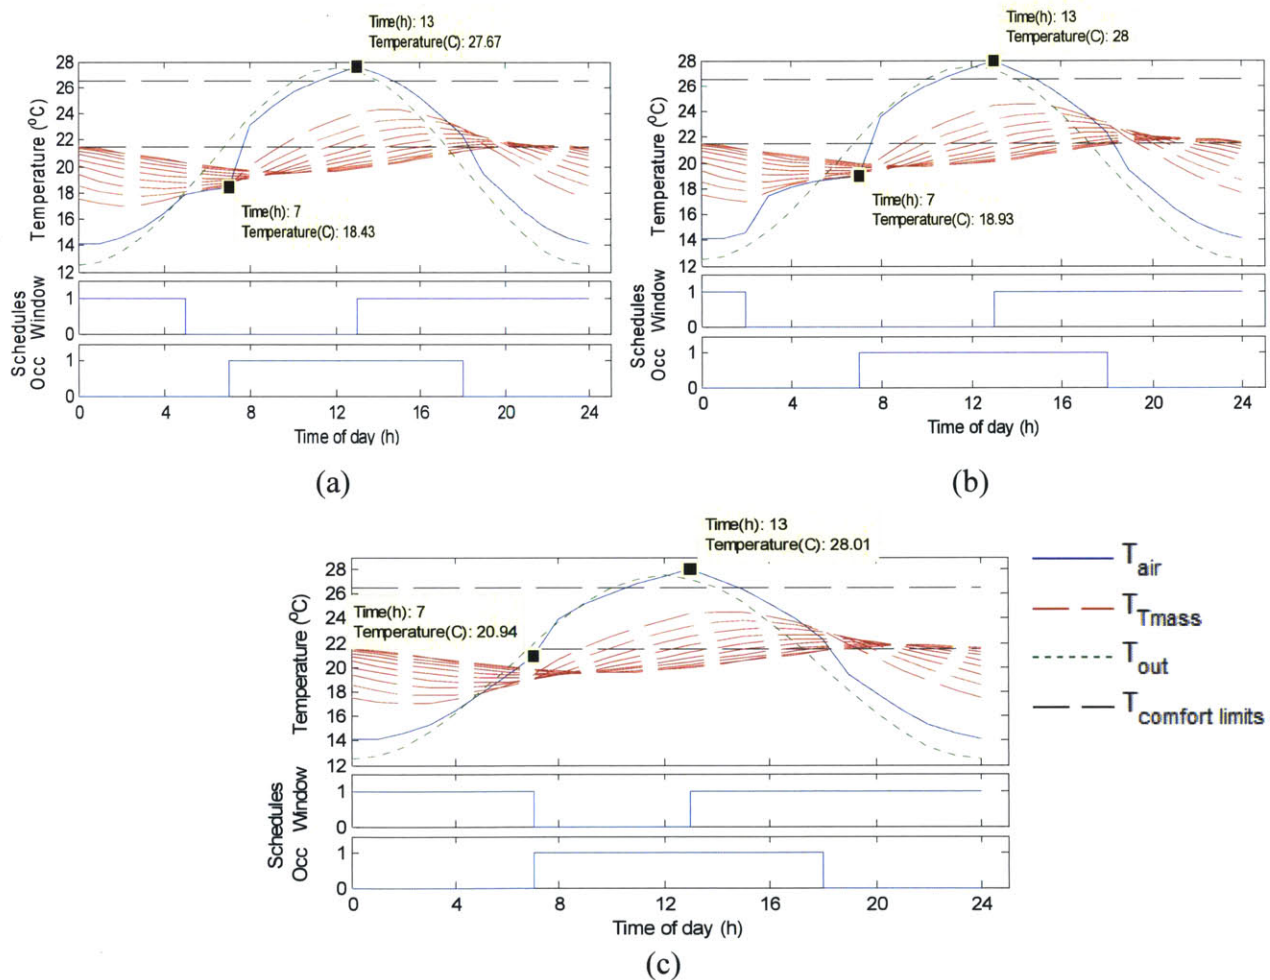 (a)
Time(h): 13
Temperature(C): 27.67
28
26
24
22
20
18
16
14
12
Temperature (°C)
Time(h): 7
Temperature(C): 18.43
1
0
Schedules
Window
1
0
Occ
0 4 8 12 16 20 24
Time of day (h)
(a)
(b)
Time(h): 13
Temperature(C): 28
28
26
24
22
20
18
16
14
12
Temperature (°C)
Time(h): 7
Temperature(C): 18.93
1
0
Schedules
Window
1
0
Occ
0 4 8 12 16 20 24
Time of day (h)
(b)
Time(h): 13
Temperature(C): 28.01
28
26
24
22
20
18
16
14
12
Temperature (°C)
Time(h): 7
Temperature(C): 20.94
1
0
Schedules
Window
1
0
Occ
0 4 8 12 16 20 24
Time of day (h)
(c)
T air
T Tmass
T out
T comfort limits